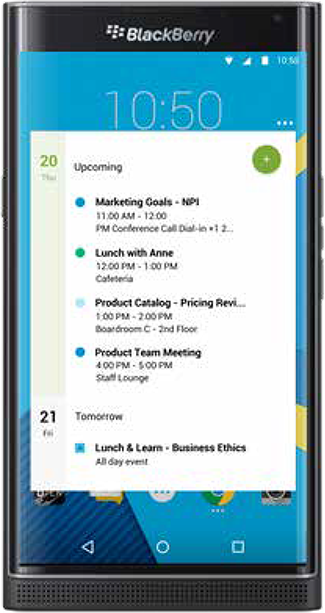 BlackBerry
10:50
10:50
20
Thu
Upcoming
+
Marketing Goals - NPI
11:00 AM - 12:00
PM Conference Call Dial-in +1 2...
Lunch with Anne
12:00 PM - 1:00 PM
Cafeteria
Product Catalog - Pricing Revi...
1:00 PM - 2:00 PM
Boardroom C - 2nd Floor
Product Team Meeting
4:00 PM - 5:00 PM
Staff Lounge
21
Fri
Tomorrow
Lunch & Learn - Business Ethics
All day event